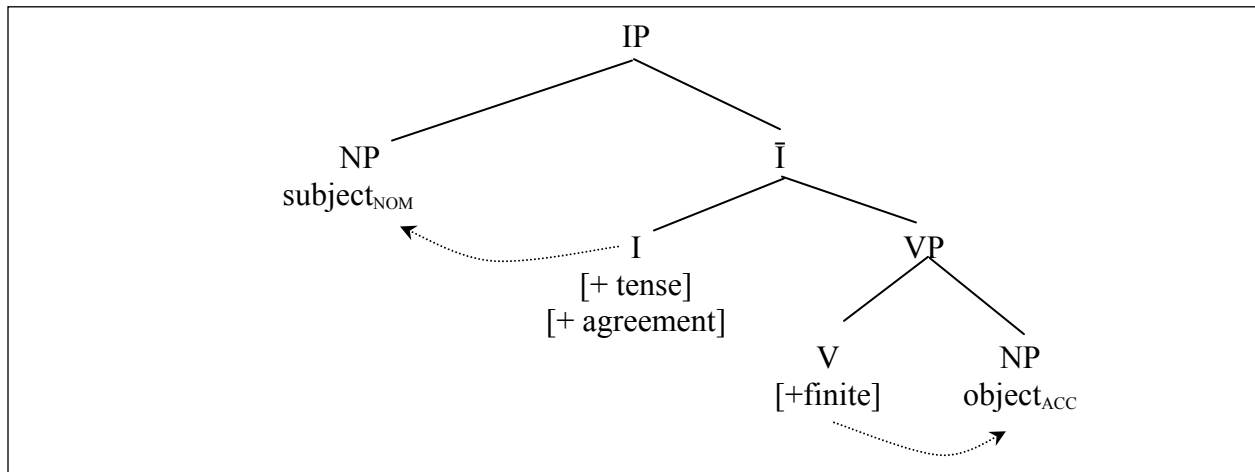 IP
NP Ī
subjectNOM
I VP
[+ tense]
[+ agreement]
V NP
[+finite] objectACC